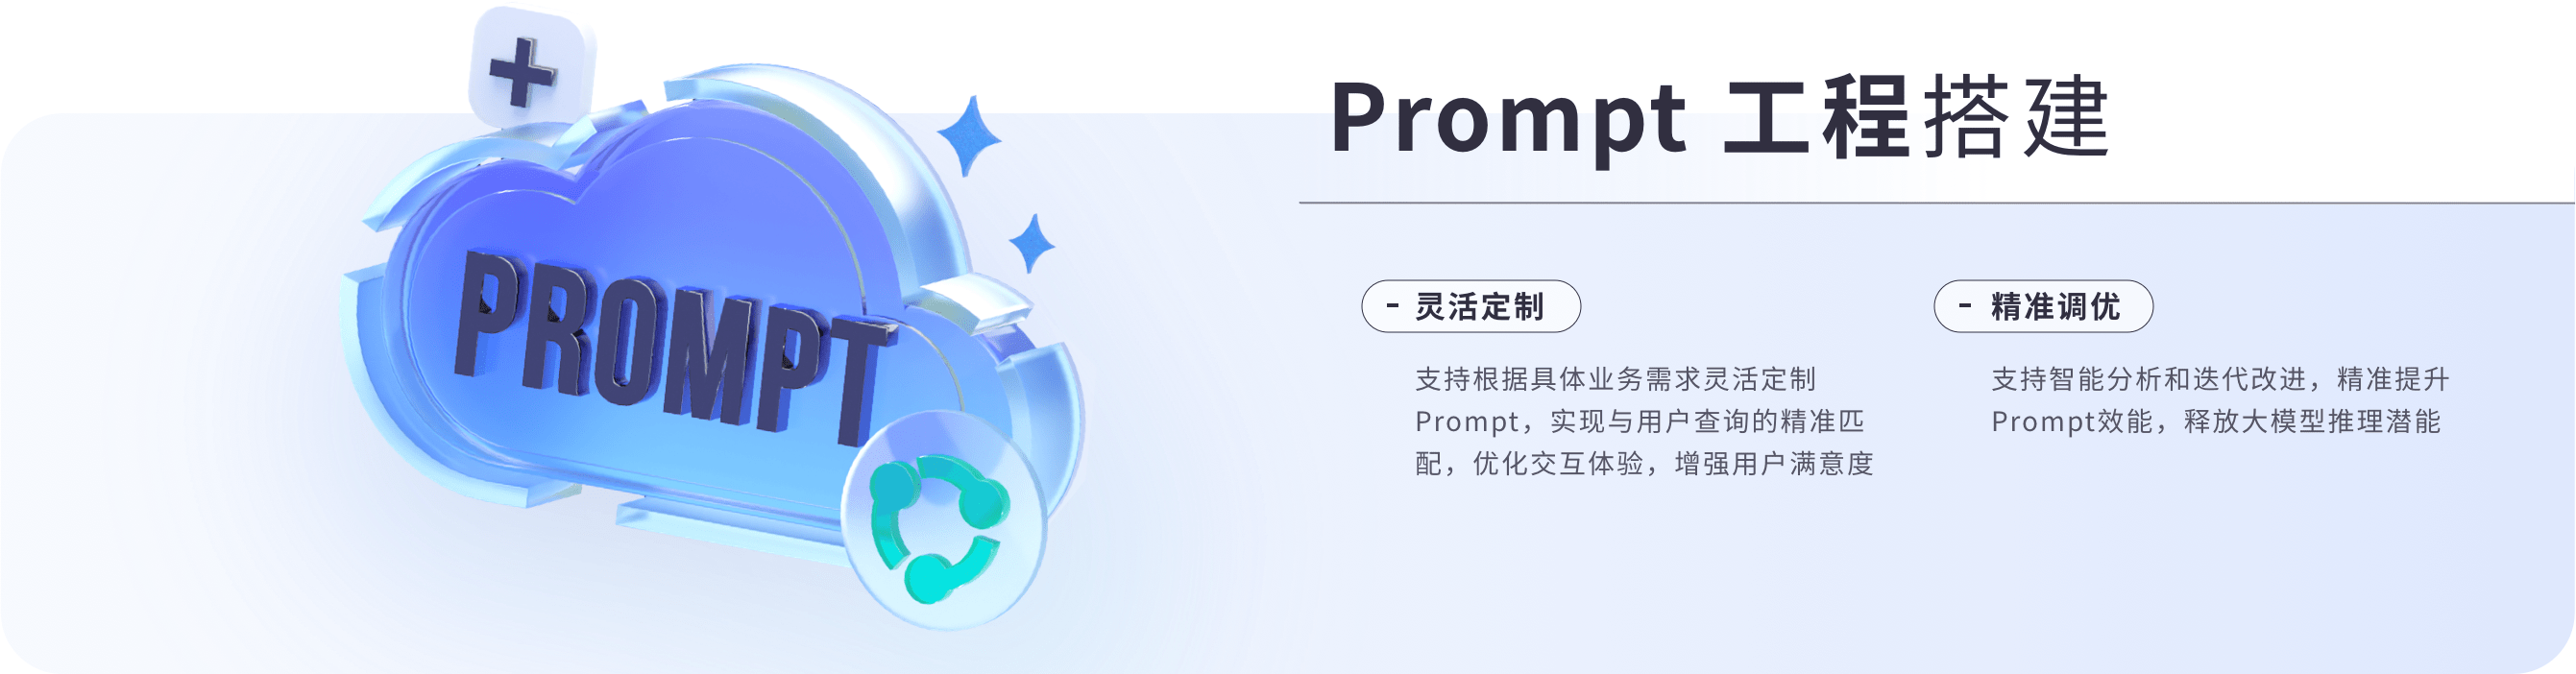 PROMPT
Prompt 工程搭建
- 灵活定制
支持根据具体业务需求灵活定制
Prompt，实现与用户查询的精准匹
配，优化交互体验，增强用户满意度
- 精准调优
支持智能分析和迭代改进，精准提升
Prompt效能，释放大模型推理潜能